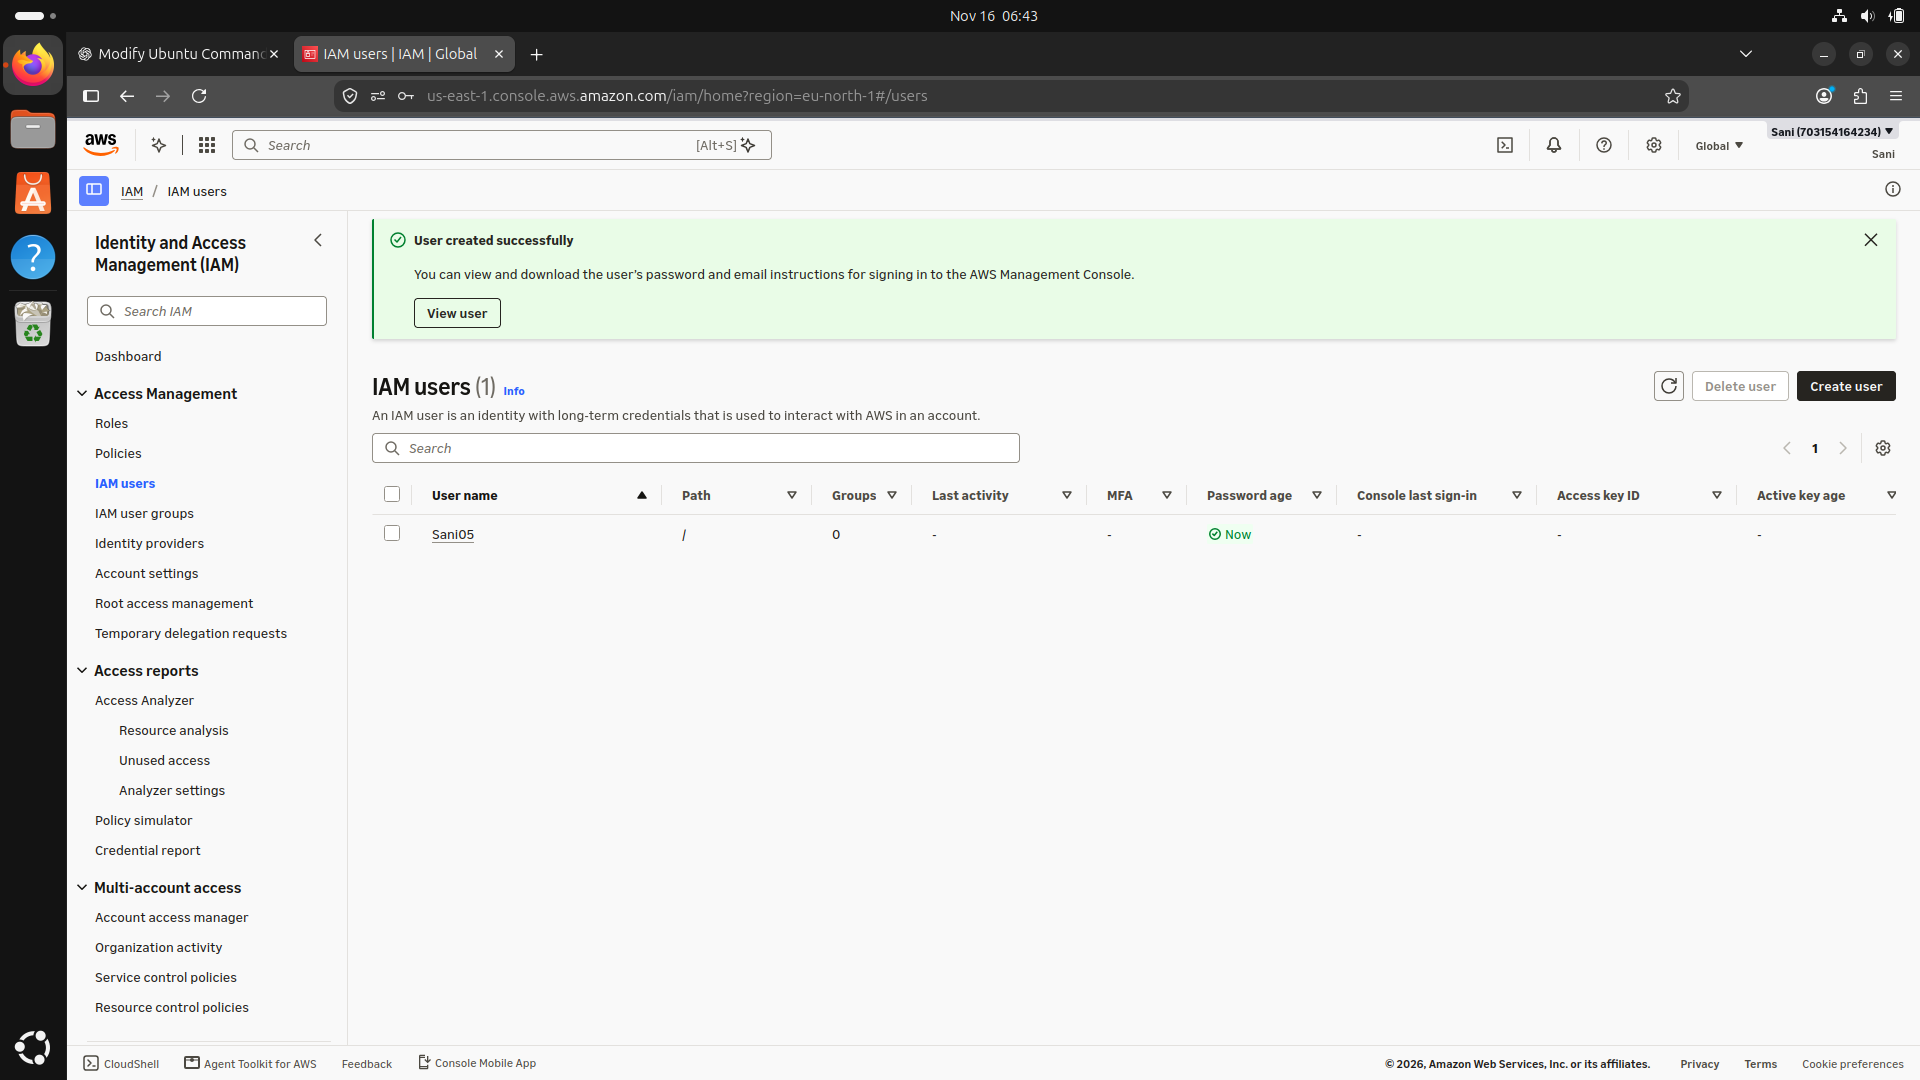 Nov 16 06:43
Modify Ubuntu Comman
IAM users | IAM | Global
us-east-1.console.aws.amazon.com/iam/home?region=eu-north-1#/users
aws
Search
[Alt+S]
Global
Sani (703154164234)
Sani
IAM / IAM users
Identity and Access
Management (IAM)
Search IAM
Dashboard
Access Management
Roles
Policies
IAM users
IAM user groups
Identity providers
Account settings
Root access management
Temporary delegation requests
Access reports
Access Analyzer
Resource analysis
Unused access
Analyzer settings
Policy simulator
Credential report
Multi-account access
Account access manager
Organization activity
Service control policies
Resource control policies
User created successfully
You can view and download the user's password and email instructions for signing in to the AWS Management Console.
View user
IAM users (1) Info
Delete user
Create user
An IAM user is an identity with long-term credentials that is used to interact with AWS in an account.
Search
1
User name Path Groups Last activity MFA Password age Console last sign-in Access key ID Active key age
Sani05 / 0 - - Now - - -
CloudShell Agent Toolkit for AWS Feedback Console Mobile App
© 2026, Amazon Web Services, Inc. or its affiliates. Privacy Terms Cookie preferences